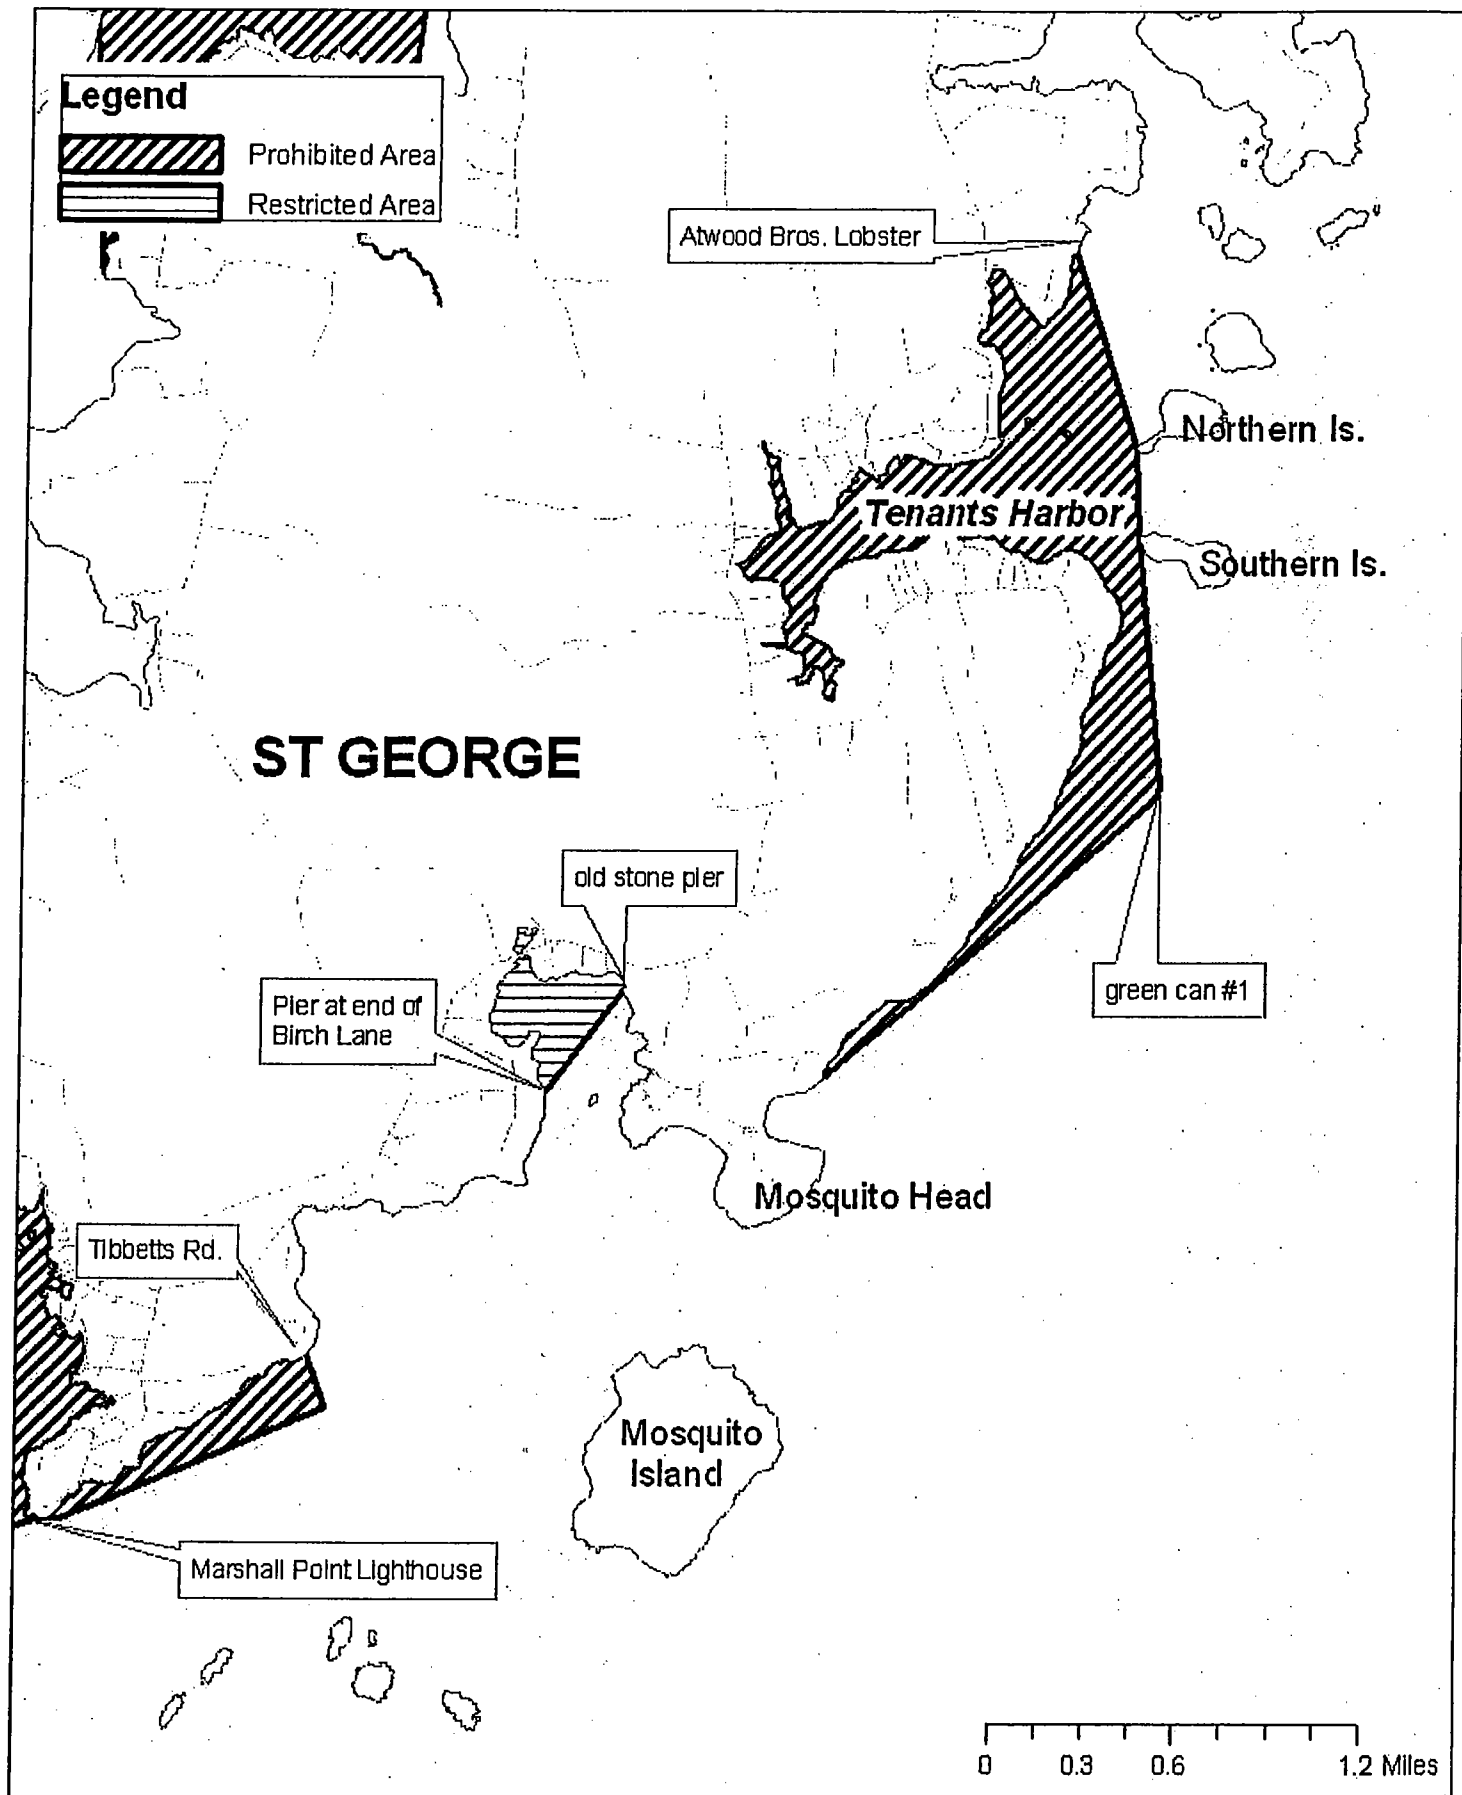 Legend
Prohibited Area
Restricted Area
Atwood Bros. Lobster
Northern Is.
Tenants Harbor
Southern Is.
ST GEORGE
old stone pier
green can #1
Pier at end of
Birch Lane
Mosquito Head
Tibbetts Rd.
Mosquito
Island
Marshall Point Lighthouse
0 0.3 0.6 1.2 Miles